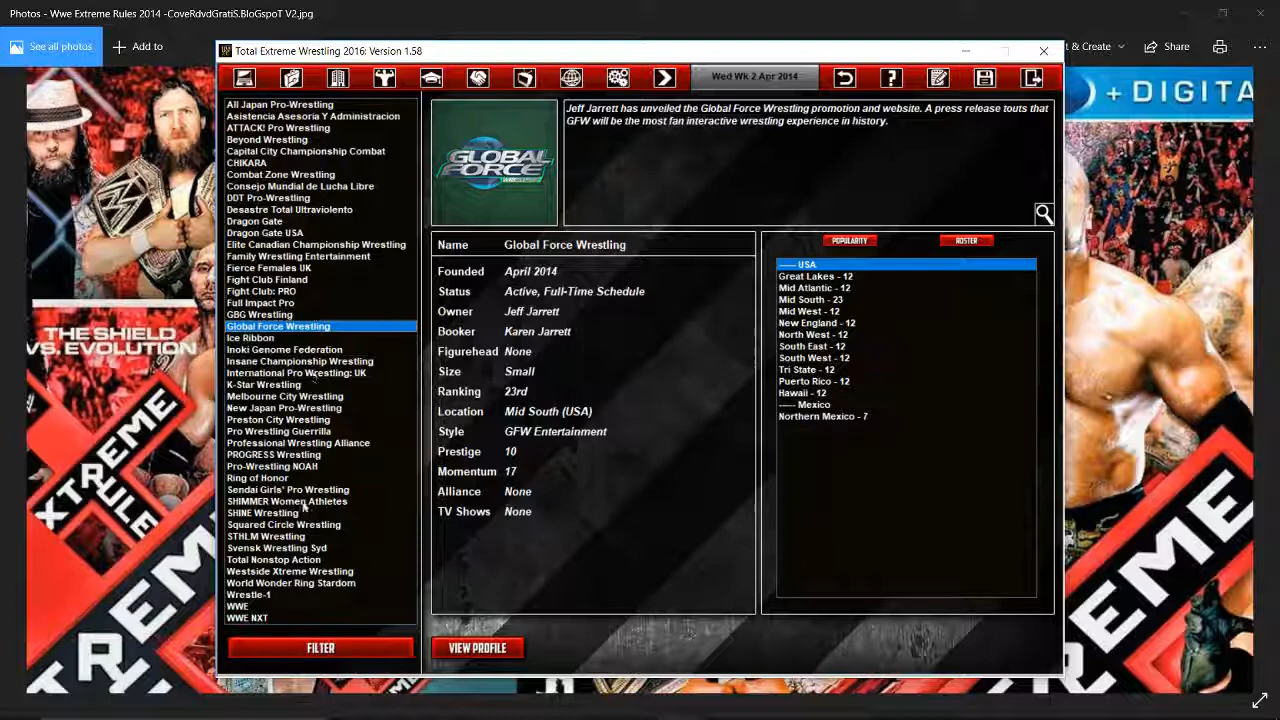 Photos - Wwe Extreme Rules 2014 -CoveRdvdGratiS.BloGspoT V2.jpg
See all photos
Add to
t & Create
Share
Total Extreme Wrestling 2016: Version 1.58
Wed Wk 2 Apr 2014
+ DIGITA
All Japan Pro-Wrestling
Asistencia Asesoria Y Administracion
ATTACK! Pro Wrestling
Beyond Wrestling
Capital City Championship Combat
CHIKARA
Combat Zone Wrestling
Consejo Mundial de Lucha Libre
DDT Pro-Wrestling
Desastre Total Ultraviolento
Dragon Gate
Dragon Gate USA
Elite Canadian Championship Wrestling
Family Wrestling Entertainment
Fierce Females UK
Fight Club Finland
Fight Club: PRO
Full Impact Pro
GBG Wrestling
Global Force Wrestling
Ice Ribbon
Inoki Genome Federation
Insane Championship Wrestling
International Pro Wrestling: UK
K-Star Wrestling
Melbourne City Wrestling
New Japan Pro-Wrestling
Preston City Wrestling
Pro Wrestling Guerrilla
Professional Wrestling Alliance
PROGRESS Wrestling
Pro-Wrestling NOAH
Ring of Honor
Sendai Girls' Pro Wrestling
SHIMMER Women Athletes
SHINE Wrestling
Squared Circle Wrestling
STHLM Wrestling
Svensk Wrestling Syd
Total Nonstop Action
Westside Xtreme Wrestling
World Wonder Ring Stardom
Wrestle-1
WWE
WWE NXT
FILTER
GLOBAL
FORCE
WRESTLING
Jeff Jarrett has unveiled the Global Force Wrestling promotion and website. A press release touts that
GFW will be the most fan interactive wrestling experience in history.
Name Global Force Wrestling
Founded April 2014
Status Active, Full-Time Schedule
Owner Jeff Jarrett
Booker Karen Jarrett
Figurehead None
Size Small
Ranking 23rd
Location Mid South (USA)
Style GFW Entertainment
Prestige 10
Momentum 17
Alliance None
TV Shows None
VIEW PROFILE
POPULARITY
ROSTER
------ USA
Great Lakes - 12
Mid Atlantic - 12
Mid South - 23
Mid West - 12
New England - 12
North West - 12
South East - 12
South West - 12
Tri State - 12
Puerto Rico - 12
Hawaii - 12
------ Mexico
Northern Mexico - 7
THE SHIELD
VS. EVOLUTION
EXTREME
RULE
EXTREME